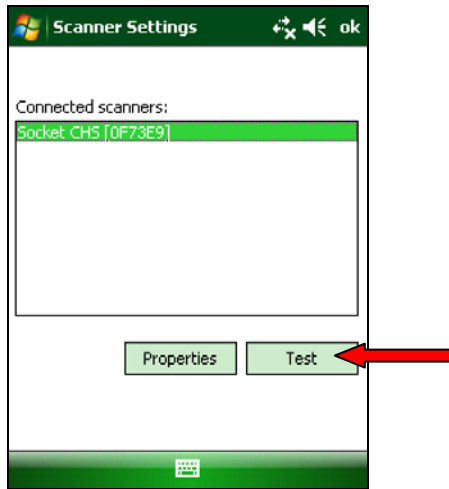 Scanner Settings ok
Connected scanners:
Socket CHS [0F73E9]
Properties Test